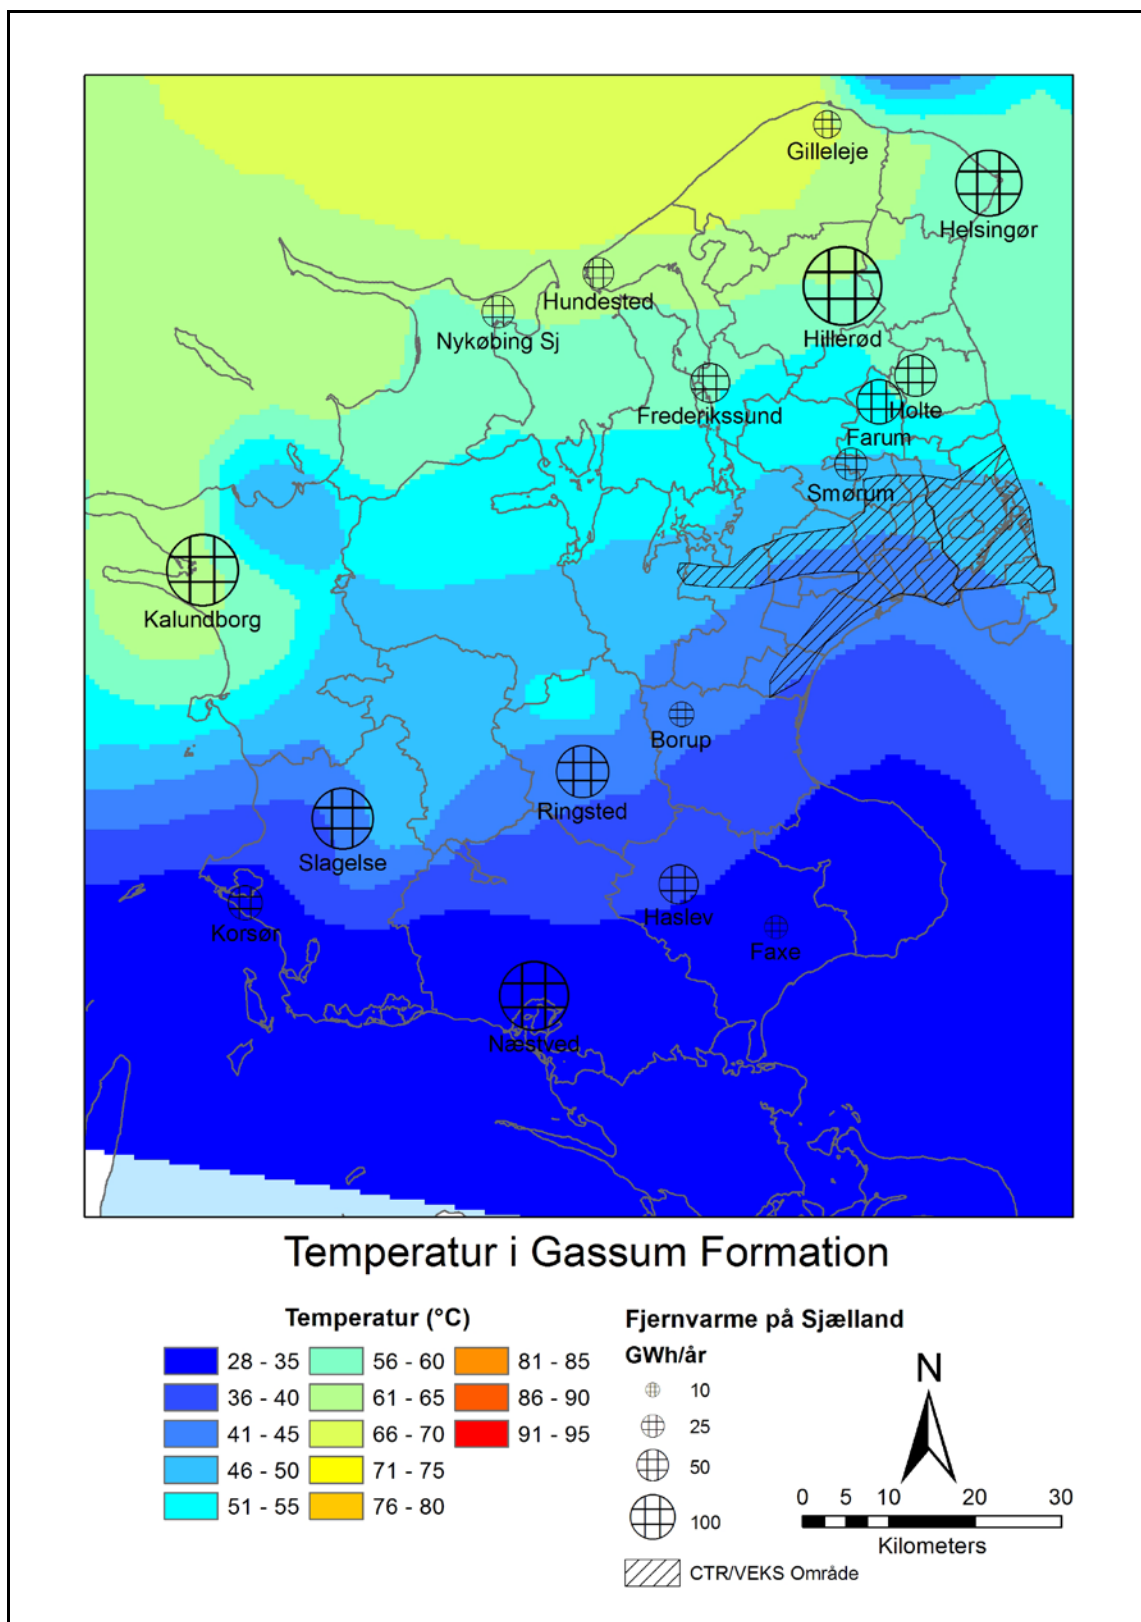 Gilleleje
Helsingør
Hundested
Nykøbing Sj
Hillerød
Frederikssund
Holte
Farum
Smørum
Kalundborg
Borup
Ringsted
Slagelse
Haslev
Korsør
Faxe
Næstved
Temperatur i Gassum Formation
Temperatur (°C)
28 - 35
36 - 40
41 - 45
46 - 50
51 - 55
56 - 60
61 - 65
66 - 70
71 - 75
76 - 80
81 - 85
86 - 90
91 - 95
Fjernvarme på Sjælland
GWh/år
10
25
50
100
CTR/VEKS Område
N
0 5 10 20 30
Kilometers